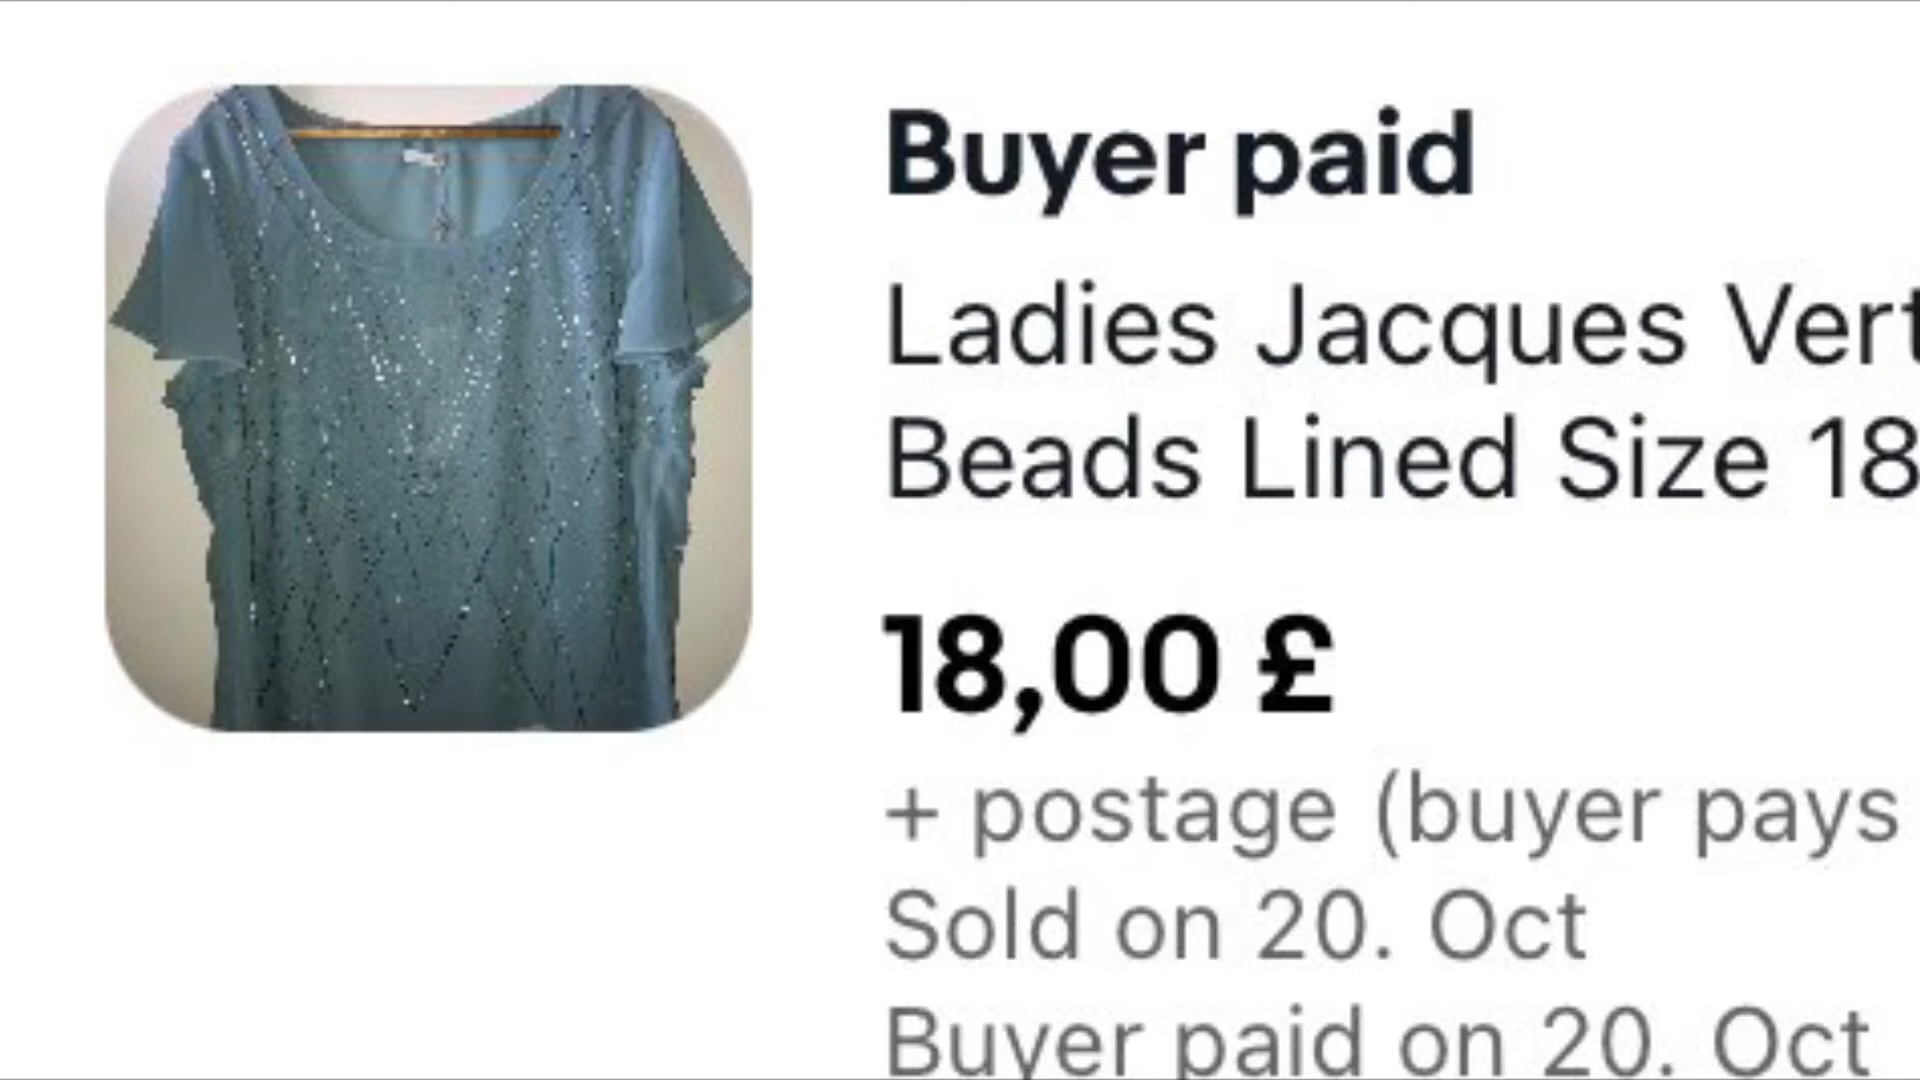 Buyer paid
Ladies Jacques Vert
Beads Lined Size 18
18,00 £
+ postage (buyer pays
Sold on 20. Oct
Buyer paid on 20. Oct